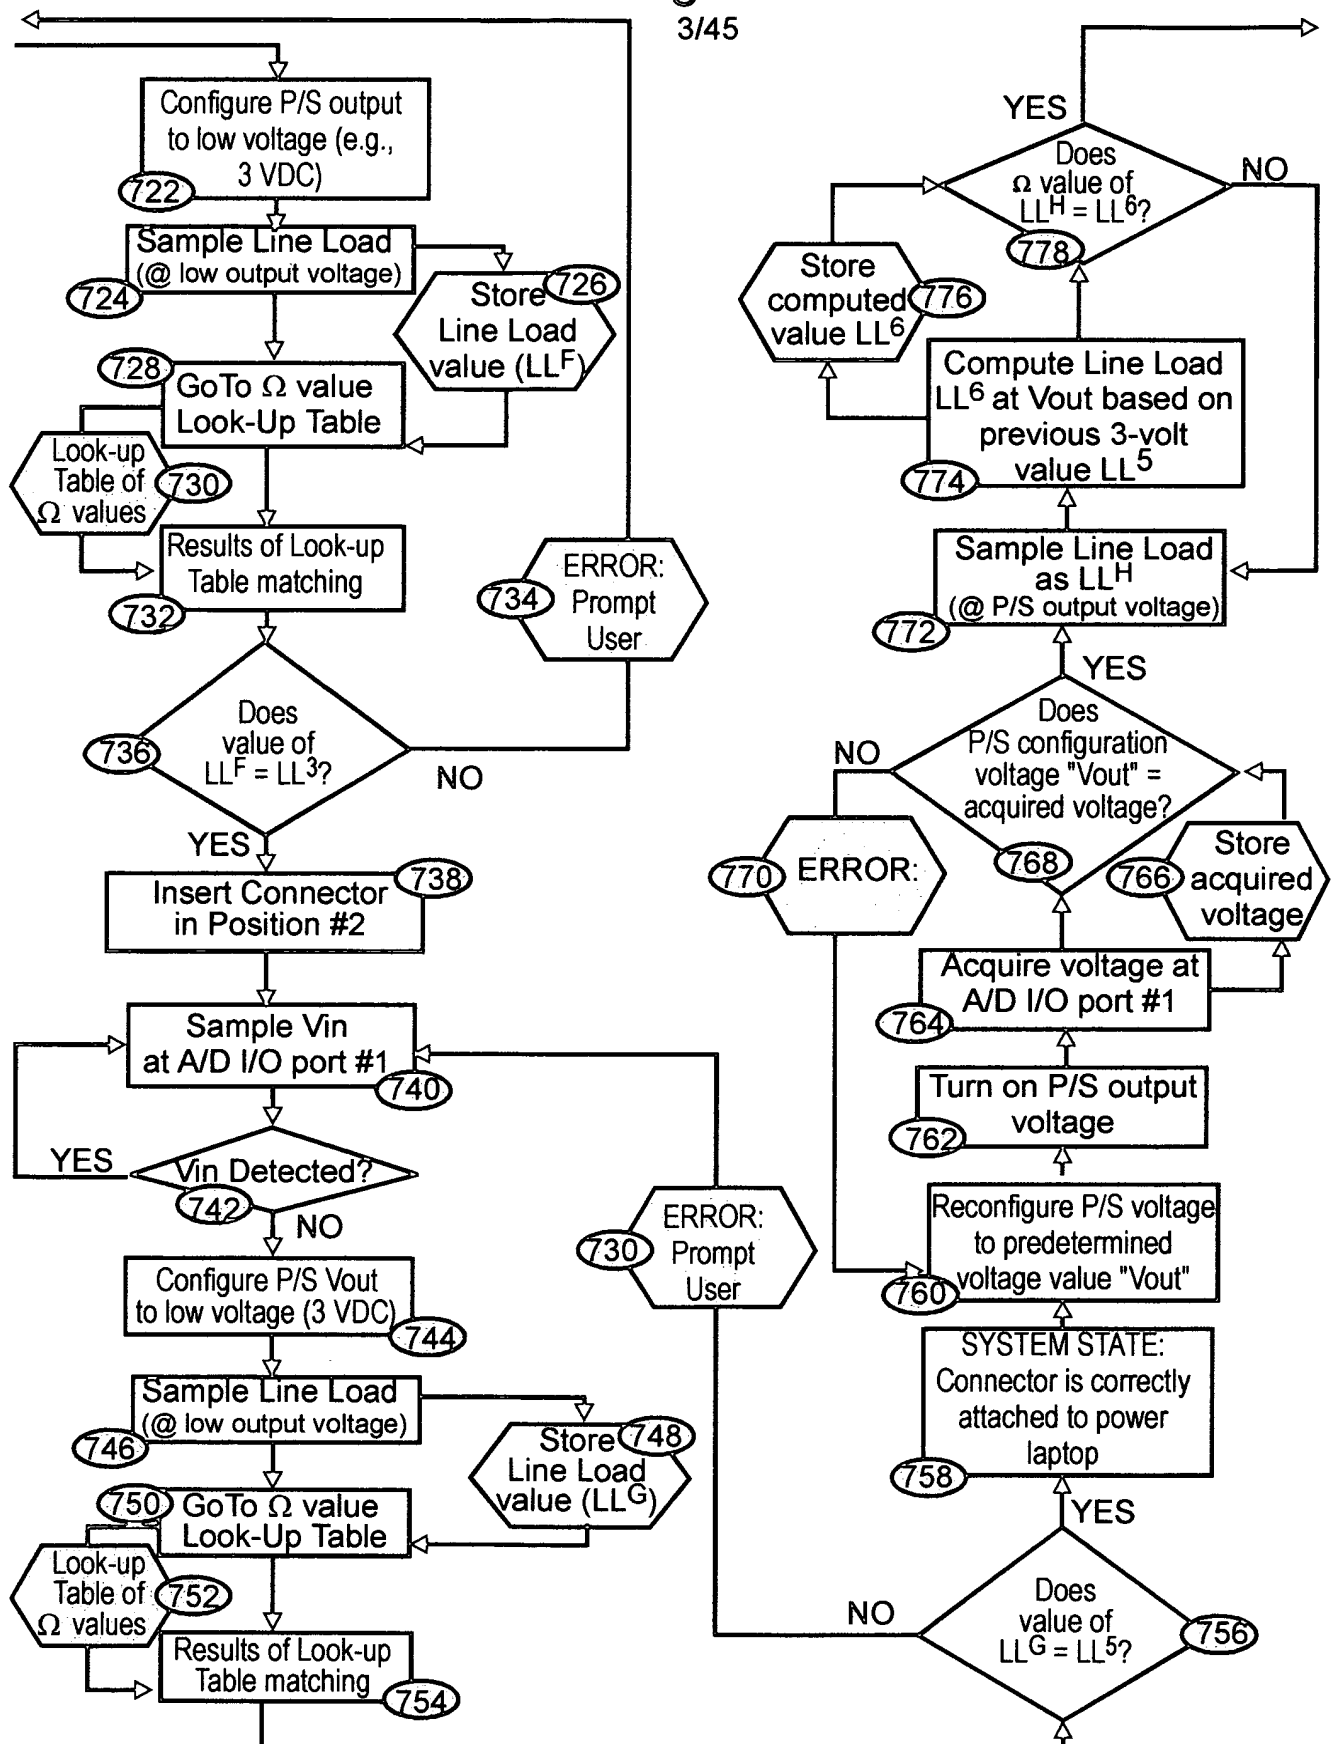 3/45
Configure P/S output
to low voltage (e.g.,
3 VDC)
722
Sample Line Load
(@ low output voltage)
724
726
Store
Line Load
value (LLF)
728
GoTo Ω value
Look-Up Table
Look-up
Table of
Ω values
730
Results of Look-up
Table matching
732
ERROR:
Prompt
User
734
Does
value of
LLF = LL3?
736
NO
YES
738
Insert Connector
in Position #2
Sample Vin
at A/D I/O port #1
740
YES
Vin Detected?
742
NO
Configure P/S Vout
to low voltage (3 VDC)
744
Sample Line Load
(@ low output voltage)
746
Store
748
Line Load
value (LLG)
750
GoTo Ω value
Look-Up Table
Look-up
Table of
Ω values
752
Results of Look-up
Table matching
754
ERROR:
Prompt
User
730
YES
Does
Ω value of
LLH = LL6?
NO
778
Store
computed
value LL6
776
Compute Line Load
LL6 at Vout based on
previous 3-volt
value LL5
774
Sample Line Load
as LLH
(@ P/S output voltage)
772
YES
Does
P/S configuration
voltage "Vout" =
acquired voltage?
NO
768
770
ERROR:
766
Store
acquired
voltage
Acquire voltage at
A/D I/O port #1
764
Turn on P/S output
voltage
762
Reconfigure P/S voltage
to predetermined
voltage value "Vout"
760
SYSTEM STATE:
Connector is correctly
attached to power
laptop
758
YES
Does
value of
LLG = LL5?
756
NO